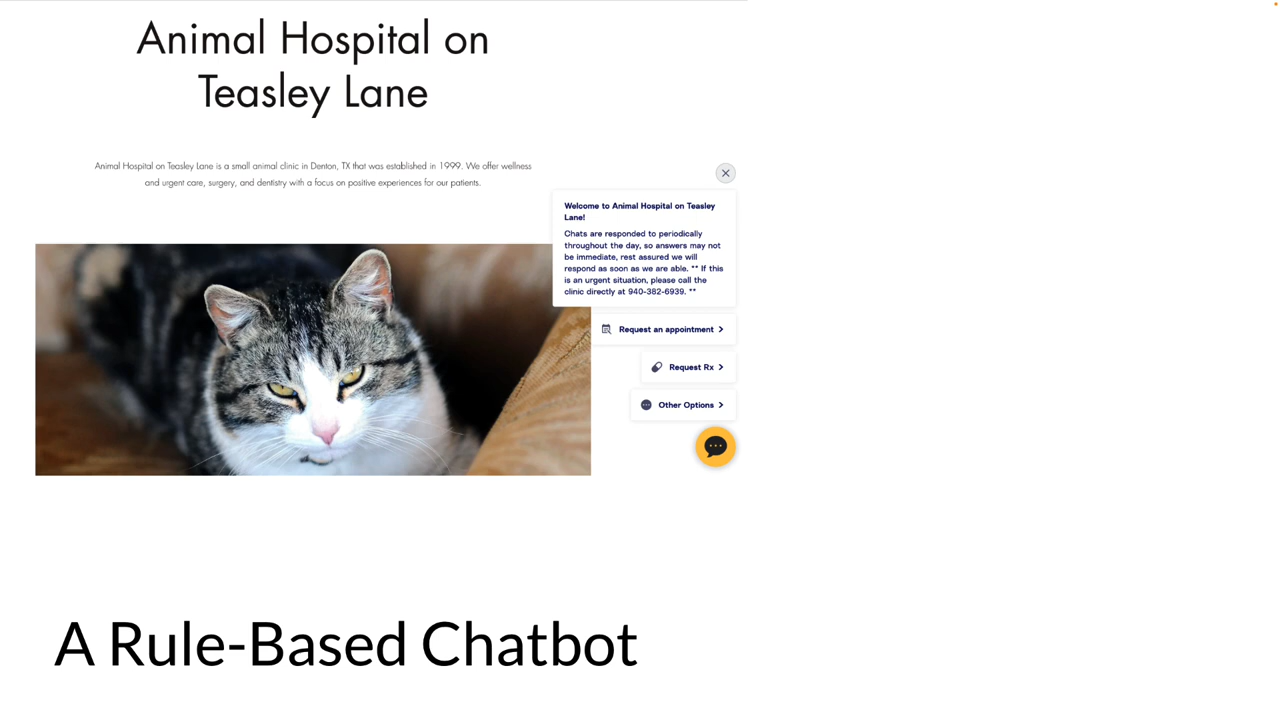 Animal Hospital on
Teasley Lane
Animal Hospital on Teasley Lane is a small animal clinic in Denton, TX that was established in 1999. We offer wellness
and urgent care, surgery, and dentistry with a focus on positive experiences for our patients.
Welcome to Animal Hospital on Teasley
Lane!
Chats are responded to periodically
throughout the day, so answers may not
be immediate, rest assured we will
respond as soon as we are able. ** If this
is an urgent situation, please call the
clinic directly at 940-382-6939. **
Request an appointment
Request Rx
Other Options
A Rule-Based Chatbot